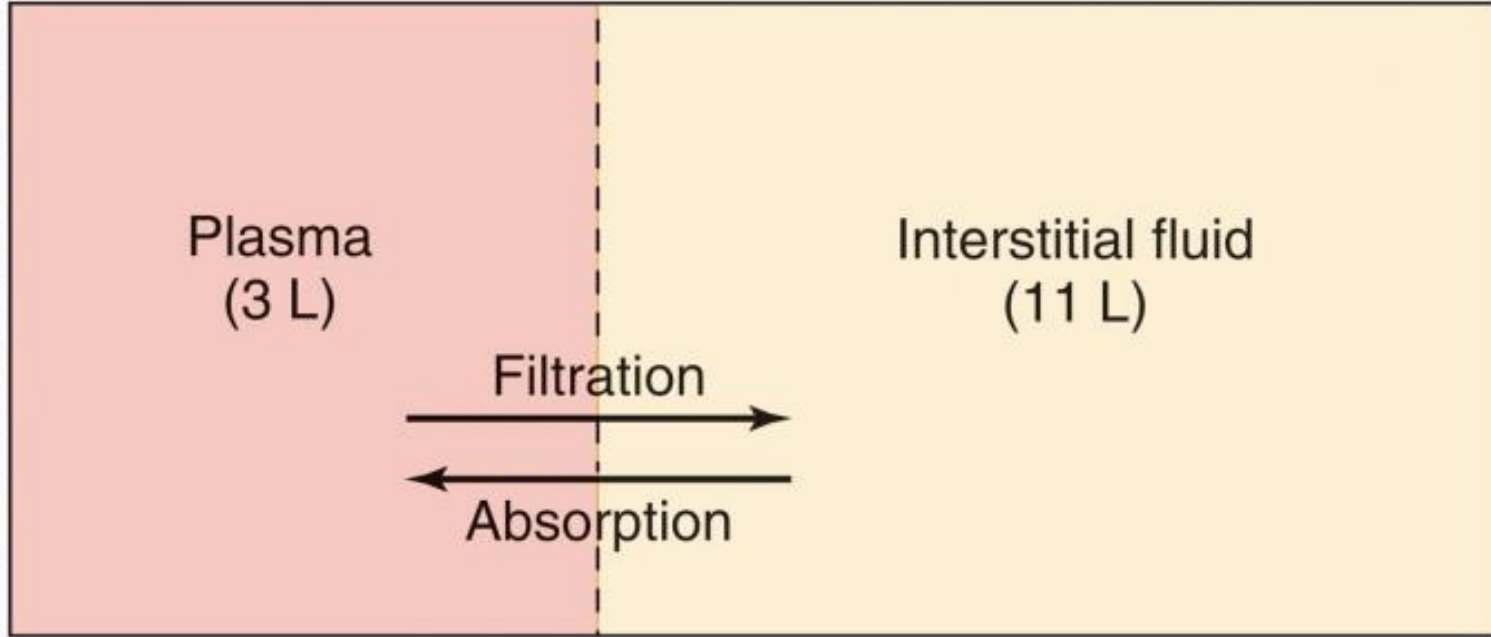 Plasma
(3 L)
Interstitial fluid
(11 L)
Filtration
Absorption